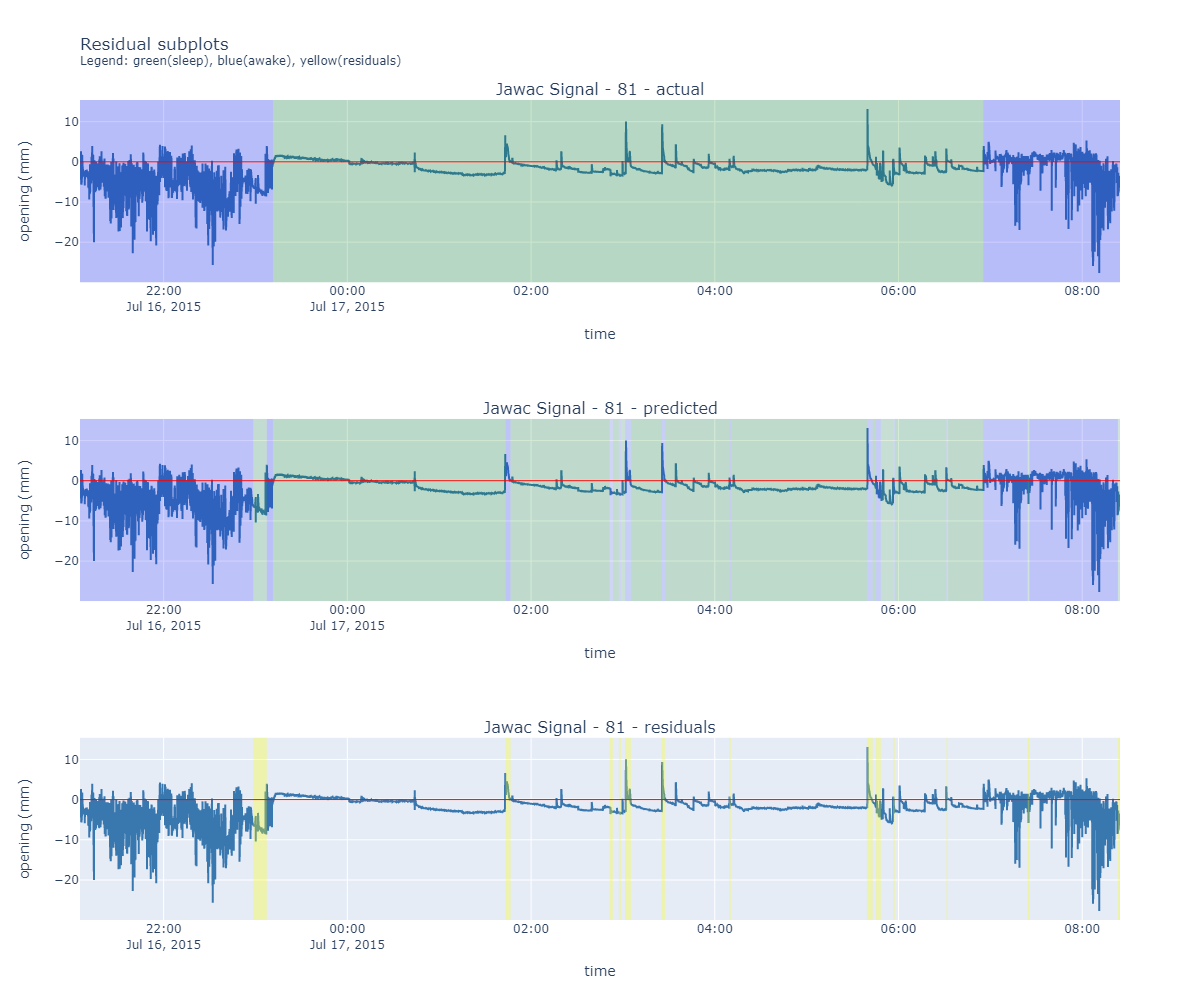 Residual subplots
Legend: green(sleep), blue(awake), yellow(residuals)
Jawac Signal - 81 - actual
opening (mm)
10
0
−10
−20
22:00
Jul 16, 2015
00:00
Jul 17, 2015
02:00
04:00
06:00
08:00
time
Jawac Signal - 81 - predicted
opening (mm)
10
0
−10
−20
22:00
Jul 16, 2015
00:00
Jul 17, 2015
02:00
04:00
06:00
08:00
time
Jawac Signal - 81 - residuals
opening (mm)
10
0
−10
−20
22:00
Jul 16, 2015
00:00
Jul 17, 2015
02:00
04:00
06:00
08:00
time